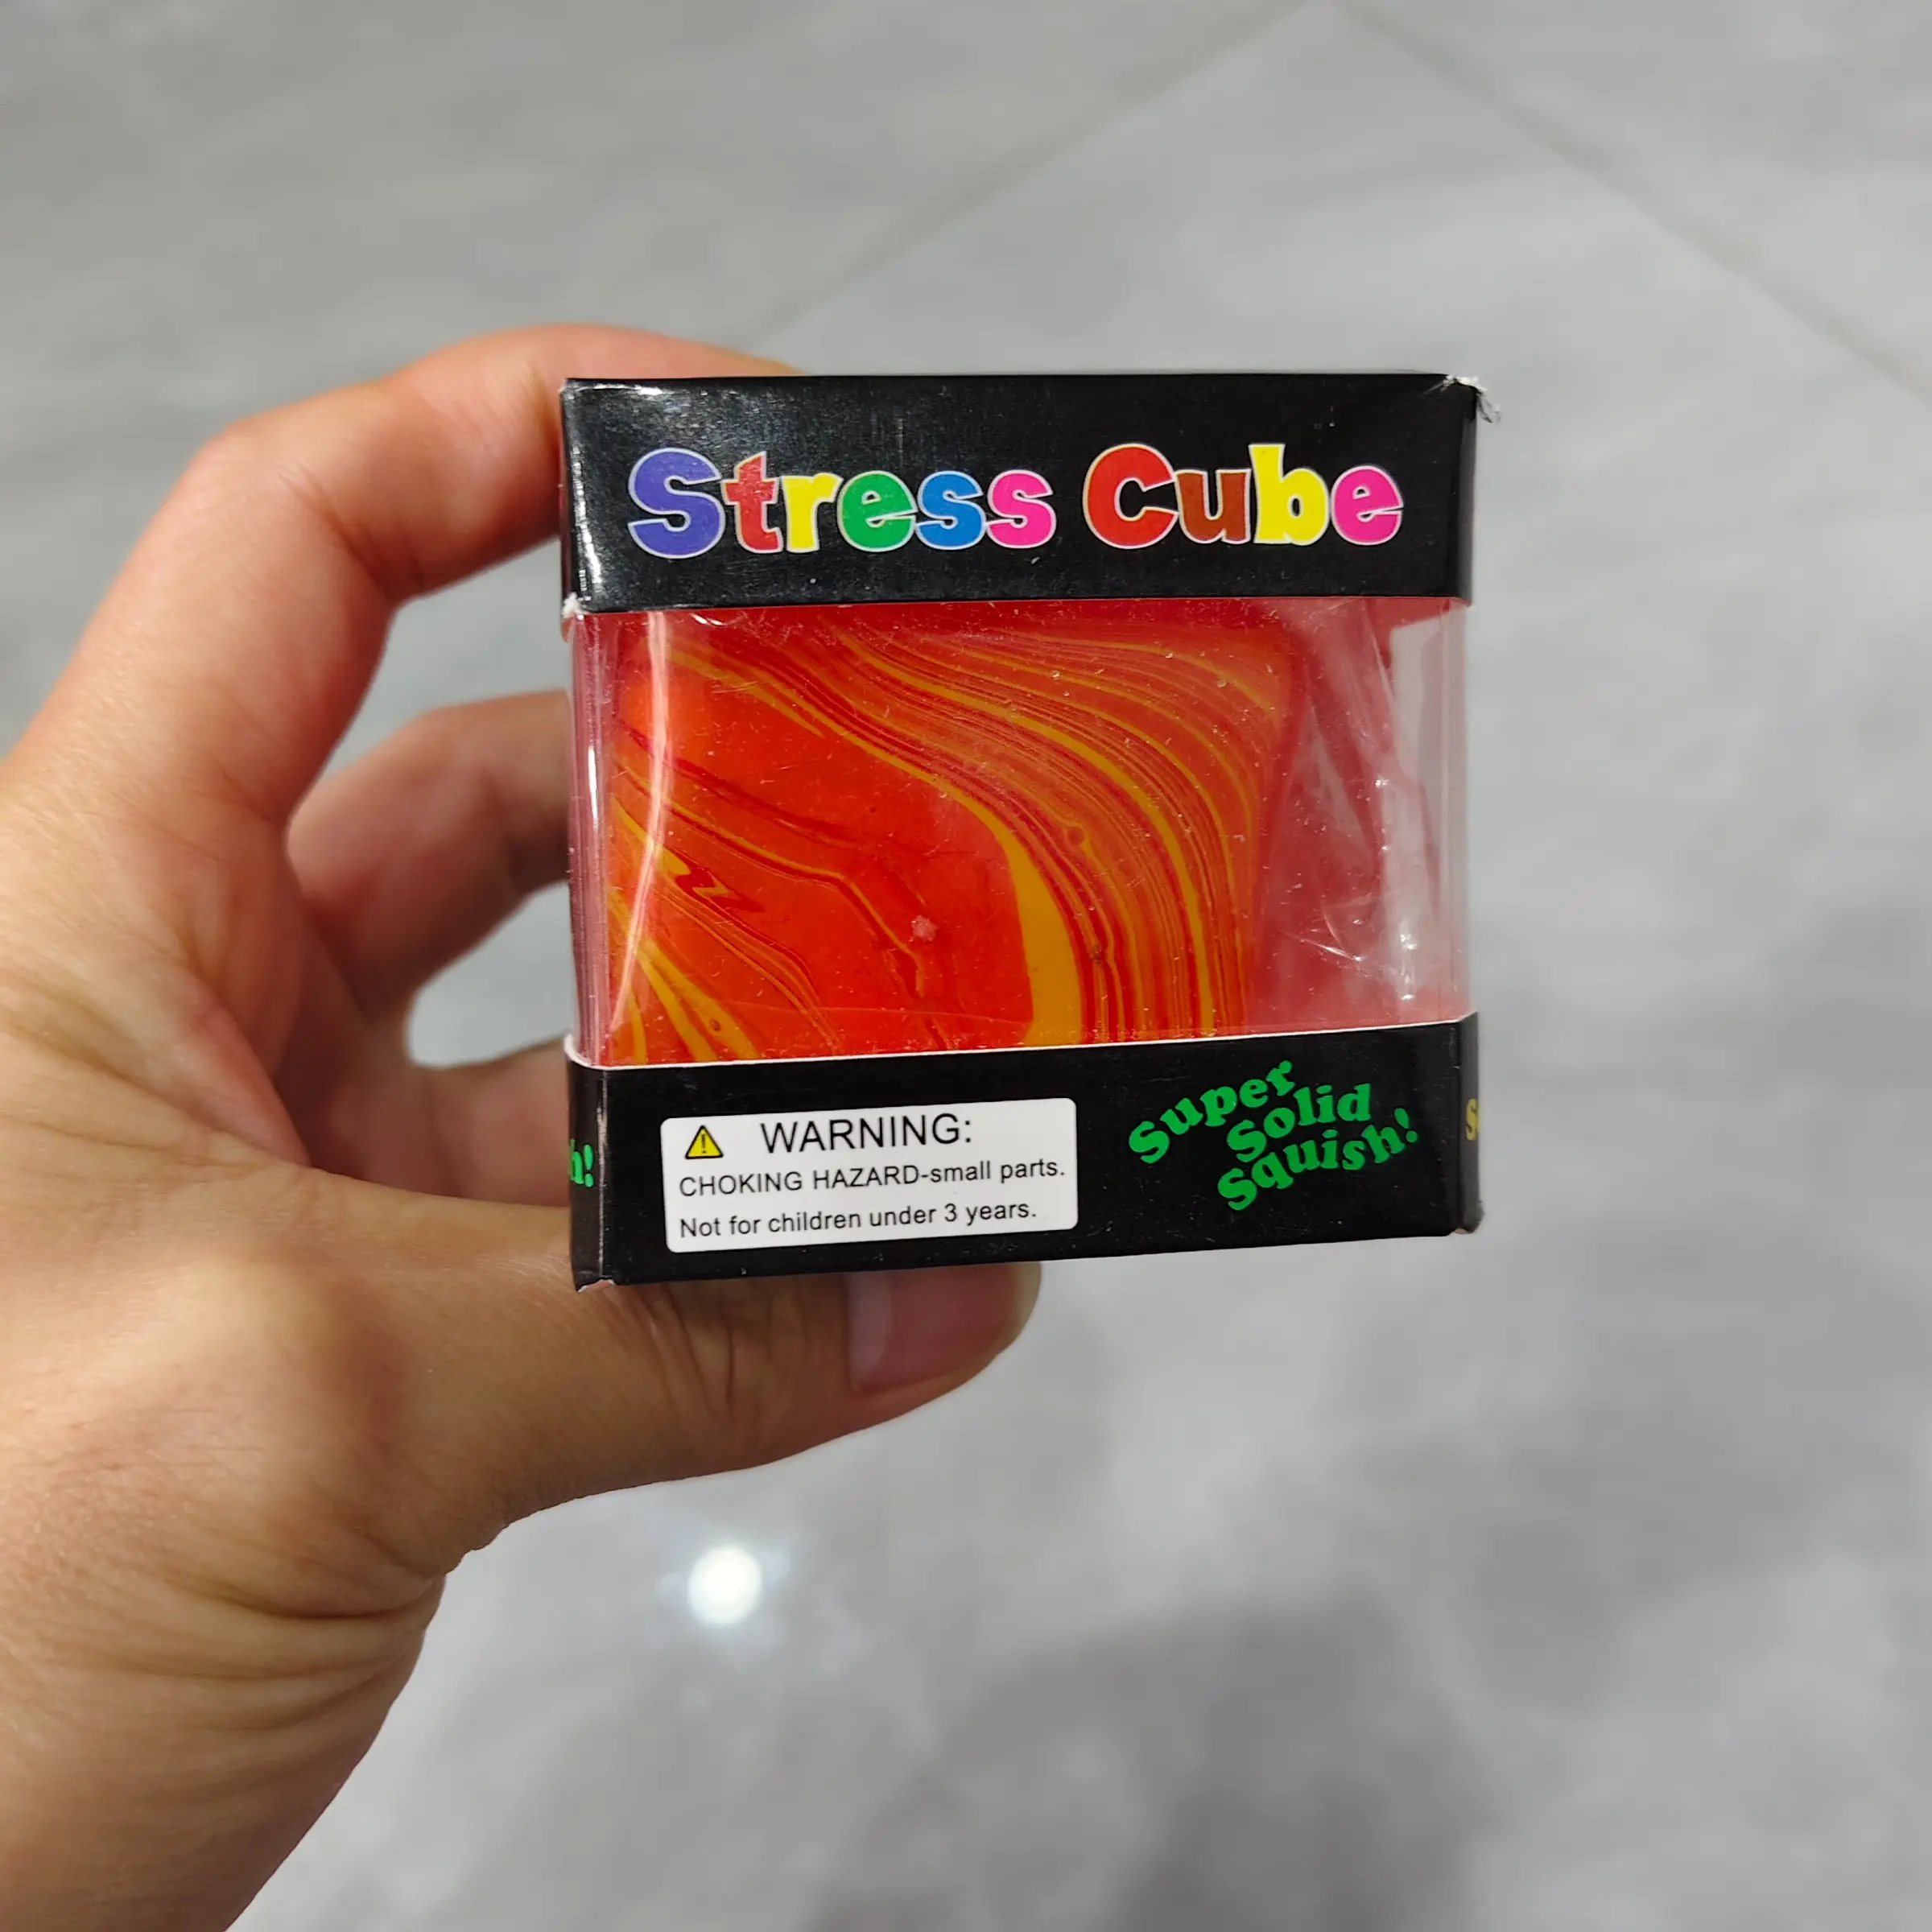 Stress Cube
WARNING:
CHOKING HAZARD-small parts.
Not for children under 3 years.
Super
Solid
Squish!
h!